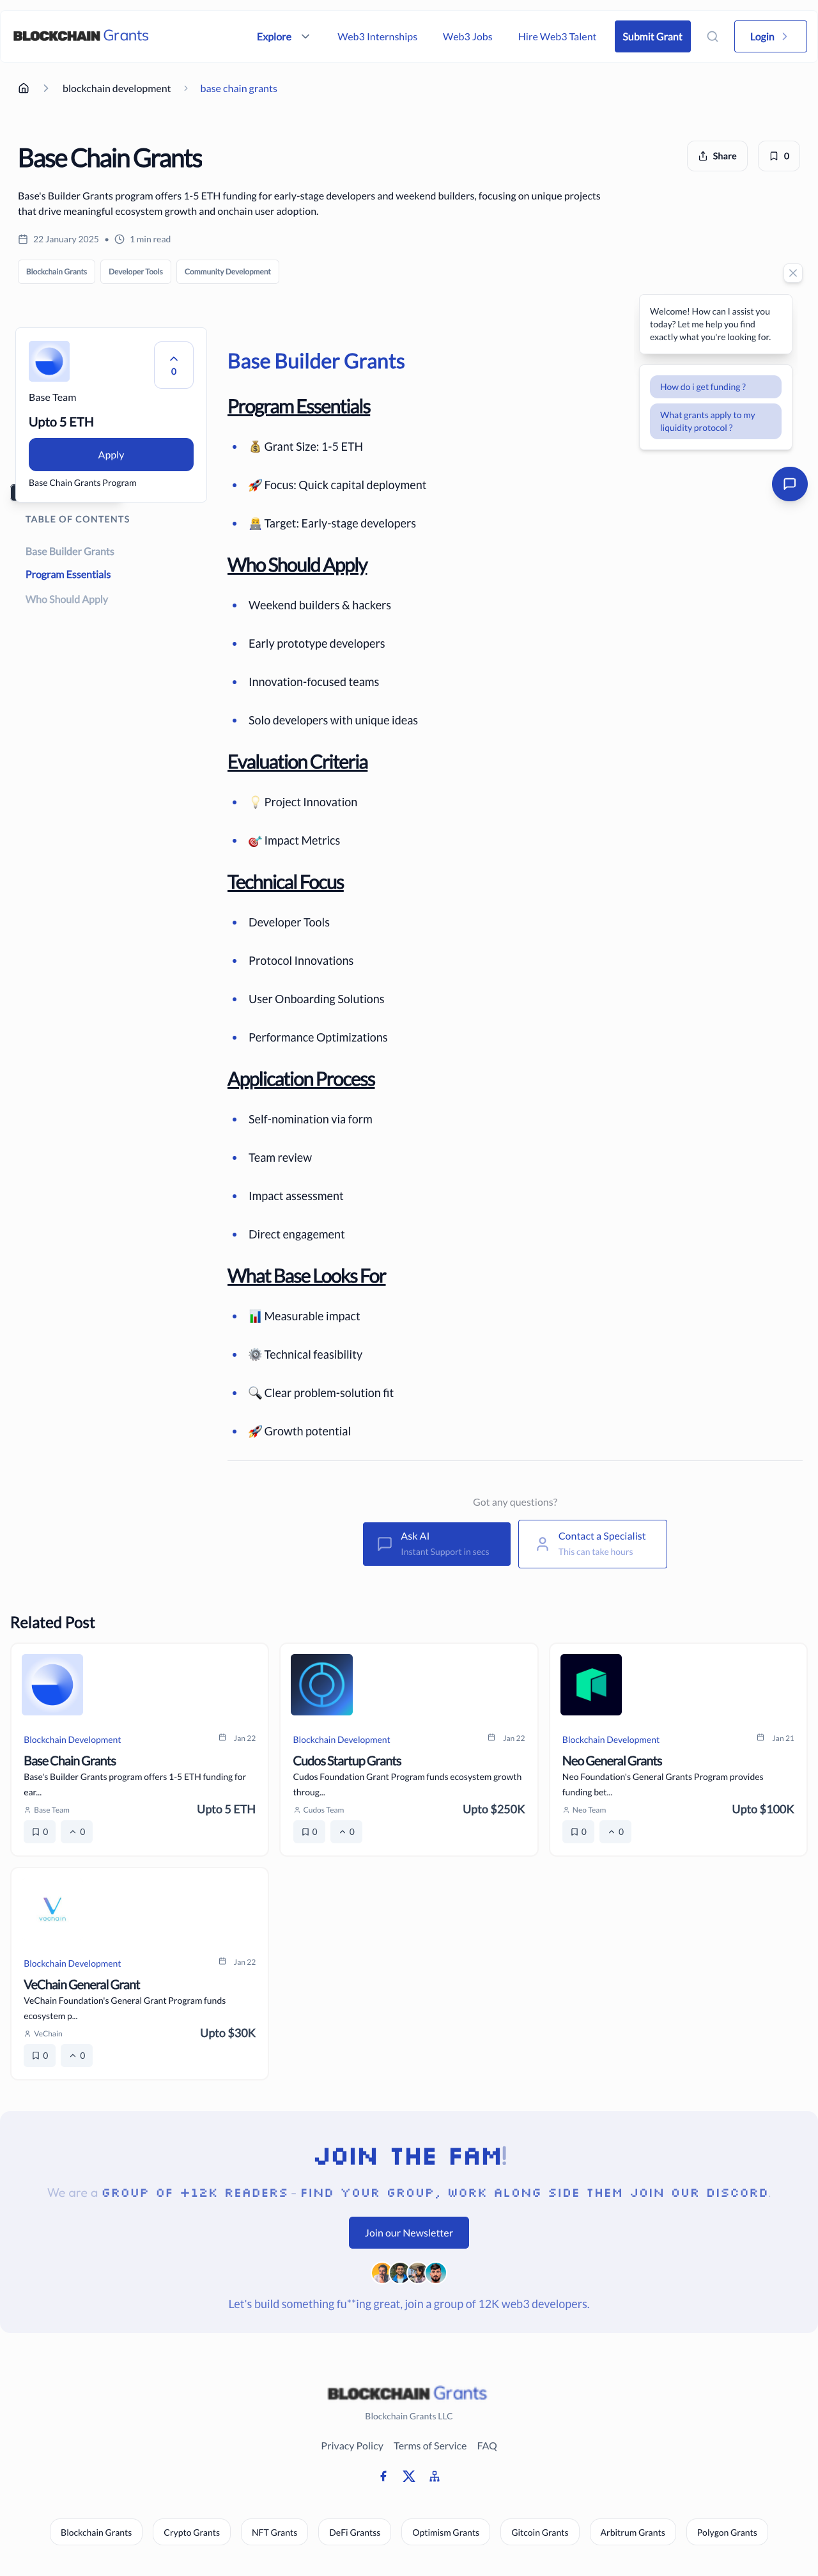 BLOCKCHAIN Grants
Explore
Web3 Internships
Web3 Jobs
Hire Web3 Talent
Submit Grant
Login
blockchain development
base chain grants
Base Chain Grants
Share
0
Base's Builder Grants program offers 1-5 ETH funding for early-stage developers and weekend builders, focusing on unique projects
that drive meaningful ecosystem growth and onchain user adoption.
22 January 2025 • 1 min read
Blockchain Grants
Developer Tools
Community Development
Welcome! How can I assist you
today? Let me help you find
exactly what you're looking for.
How do i get funding ?
What grants apply to my
liquidity protocol ?
0
Base Team
Upto 5 ETH
Apply
Base Chain Grants Program
TABLE OF CONTENTS
Base Builder Grants
Program Essentials
Who Should Apply
Base Builder Grants
Program Essentials
• 💰 Grant Size: 1-5 ETH
• 🚀 Focus: Quick capital deployment
• 👨‍💻 Target: Early-stage developers
Who Should Apply
• Weekend builders & hackers
• Early prototype developers
• Innovation-focused teams
• Solo developers with unique ideas
Evaluation Criteria
• 💡 Project Innovation
• 🎯 Impact Metrics
Technical Focus
• Developer Tools
• Protocol Innovations
• User Onboarding Solutions
• Performance Optimizations
Application Process
• Self-nomination via form
• Team review
• Impact assessment
• Direct engagement
What Base Looks For
• 📊 Measurable impact
• ⚙️ Technical feasibility
• 🔍 Clear problem-solution fit
• 🚀 Growth potential
Got any questions?
Ask AI
Instant Support in secs
Contact a Specialist
This can take hours
Related Post
Blockchain Development
Jan 22
Base Chain Grants
Base's Builder Grants program offers 1-5 ETH funding for
ear...
Base Team
Upto 5 ETH
0
0
Blockchain Development
Jan 22
Cudos Startup Grants
Cudos Foundation Grant Program funds ecosystem growth
throug...
Cudos Team
Upto $250K
0
0
Blockchain Development
Jan 21
Neo General Grants
Neo Foundation's General Grants Program provides
funding bet...
Neo Team
Upto $100K
0
0
vechain
Blockchain Development
Jan 22
VeChain General Grant
VeChain Foundation's General Grant Program funds
ecosystem p...
VeChain
Upto $30K
0
0
JOIN THE FAM!
We are a GROUP OF +12K READERS - FIND YOUR GROUP, WORK ALONG SIDE THEM JOIN OUR DISCORD.
Join our Newsletter
Let's build something fu**ing great, join a group of 12K web3 developers.
BLOCKCHAIN Grants
Blockchain Grants LLC
Privacy Policy
Terms of Service
FAQ
Blockchain Grants
Crypto Grants
NFT Grants
DeFi Grantss
Optimism Grants
Gitcoin Grants
Arbitrum Grants
Polygon Grants